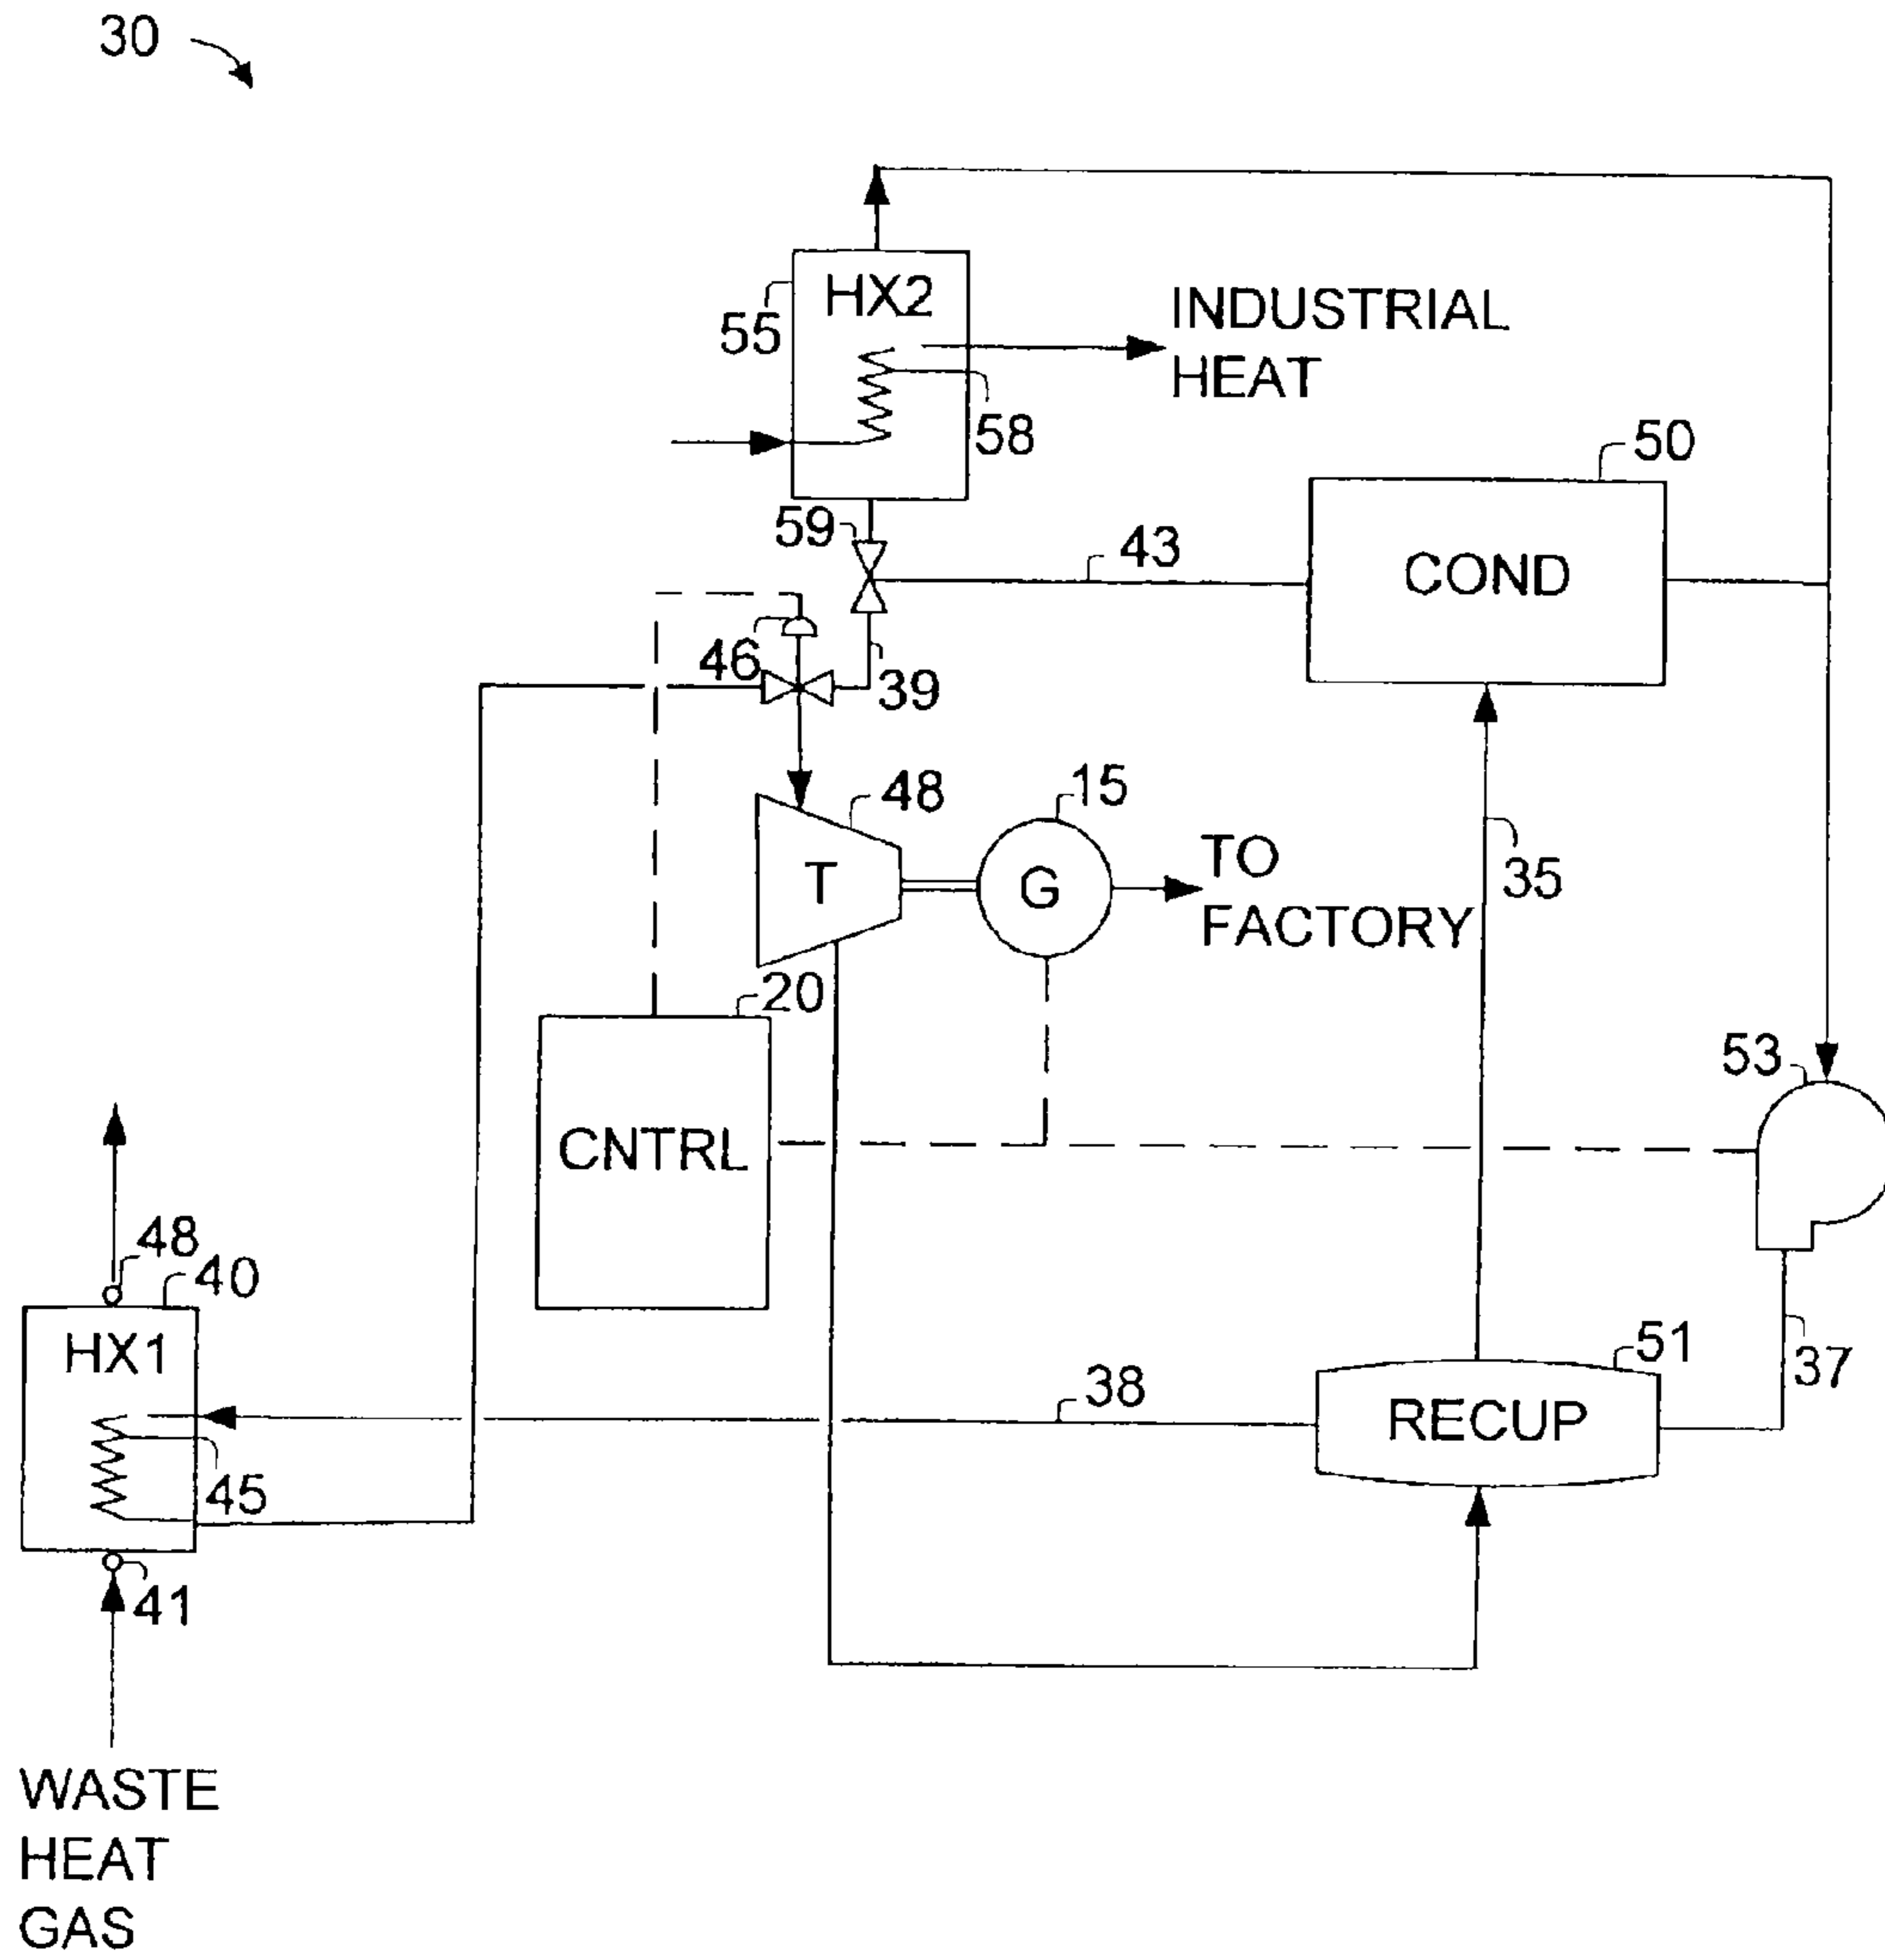 30
HX2
55
INDUSTRIAL
HEAT
58
50
59
43
COND
46
39
48
15
T
G
TO
FACTORY
35
20
53
CNTRL
48
40
HX1
51
37
38
RECUP
45
41
WASTE
HEAT
GAS